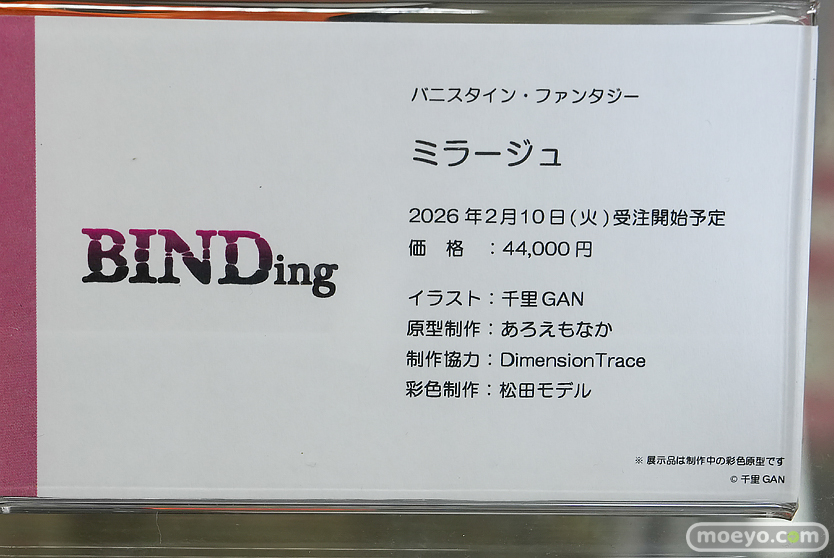 バニスタイン・ファンタジー
ミラージュ
BINDing
2026年2月10日(火)受注開始予定
価格：44,000円
イラスト：千里GAN
原型制作：あろえもなか
制作協力：DimensionTrace
彩色制作：松田モデル
※展示品は制作中の彩色原型です
©千里GAN
moeyo.com